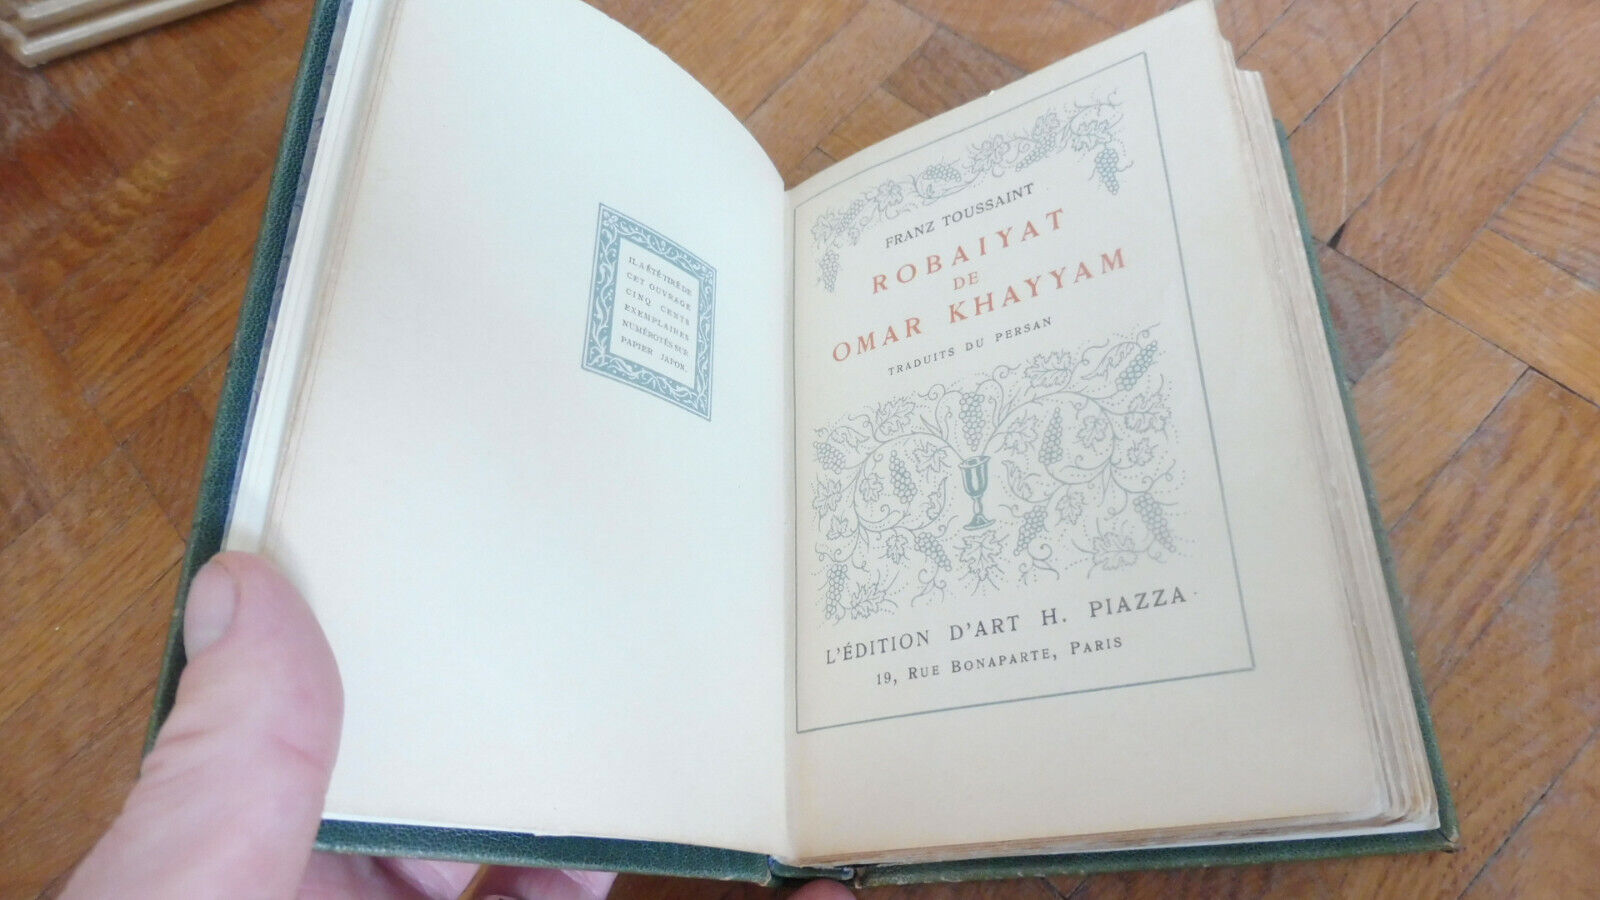 IL·A·ÉTÉ·TIRÉ·DE
CET OUVRAGE
CINQ CENTS
EXEMPLAIRES
NUMÉROTÉS·SUR
PAPIER JAPON.
FRANZ TOUSSAINT
ROBAIYAT
DE
OMAR KHAYYAM
TRADUITS DU PERSAN
L'ÉDITION D'ART H. PIAZZA
19, RUE BONAPARTE, PARIS